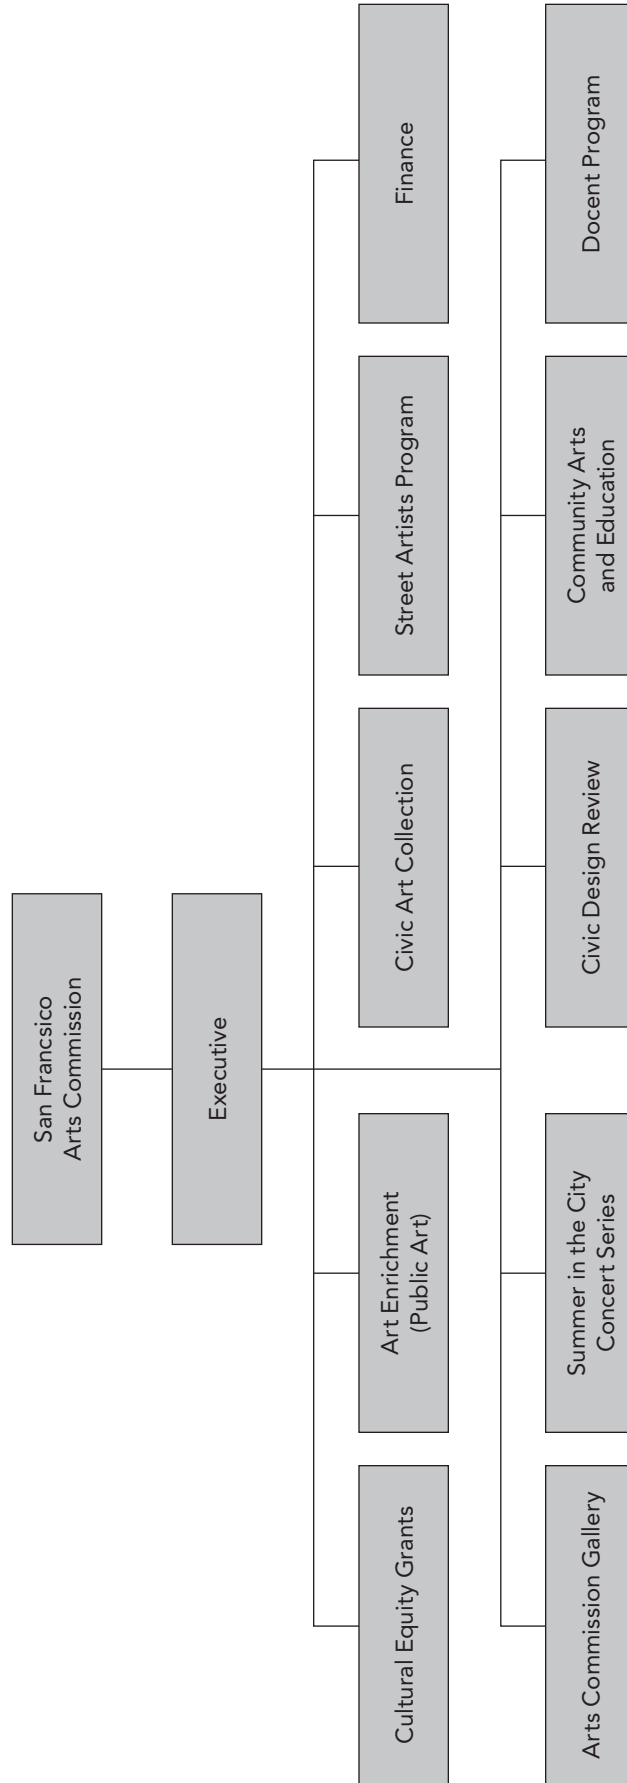 San Francsico
Arts Commission
Executive
Cultural Equity Grants
Art Enrichment
(Public Art)
Civic Art Collection
Street Artists Program
Finance
Arts Commission Gallery
Summer in the City
Concert Series
Civic Design Review
Community Arts
and Education
Docent Program